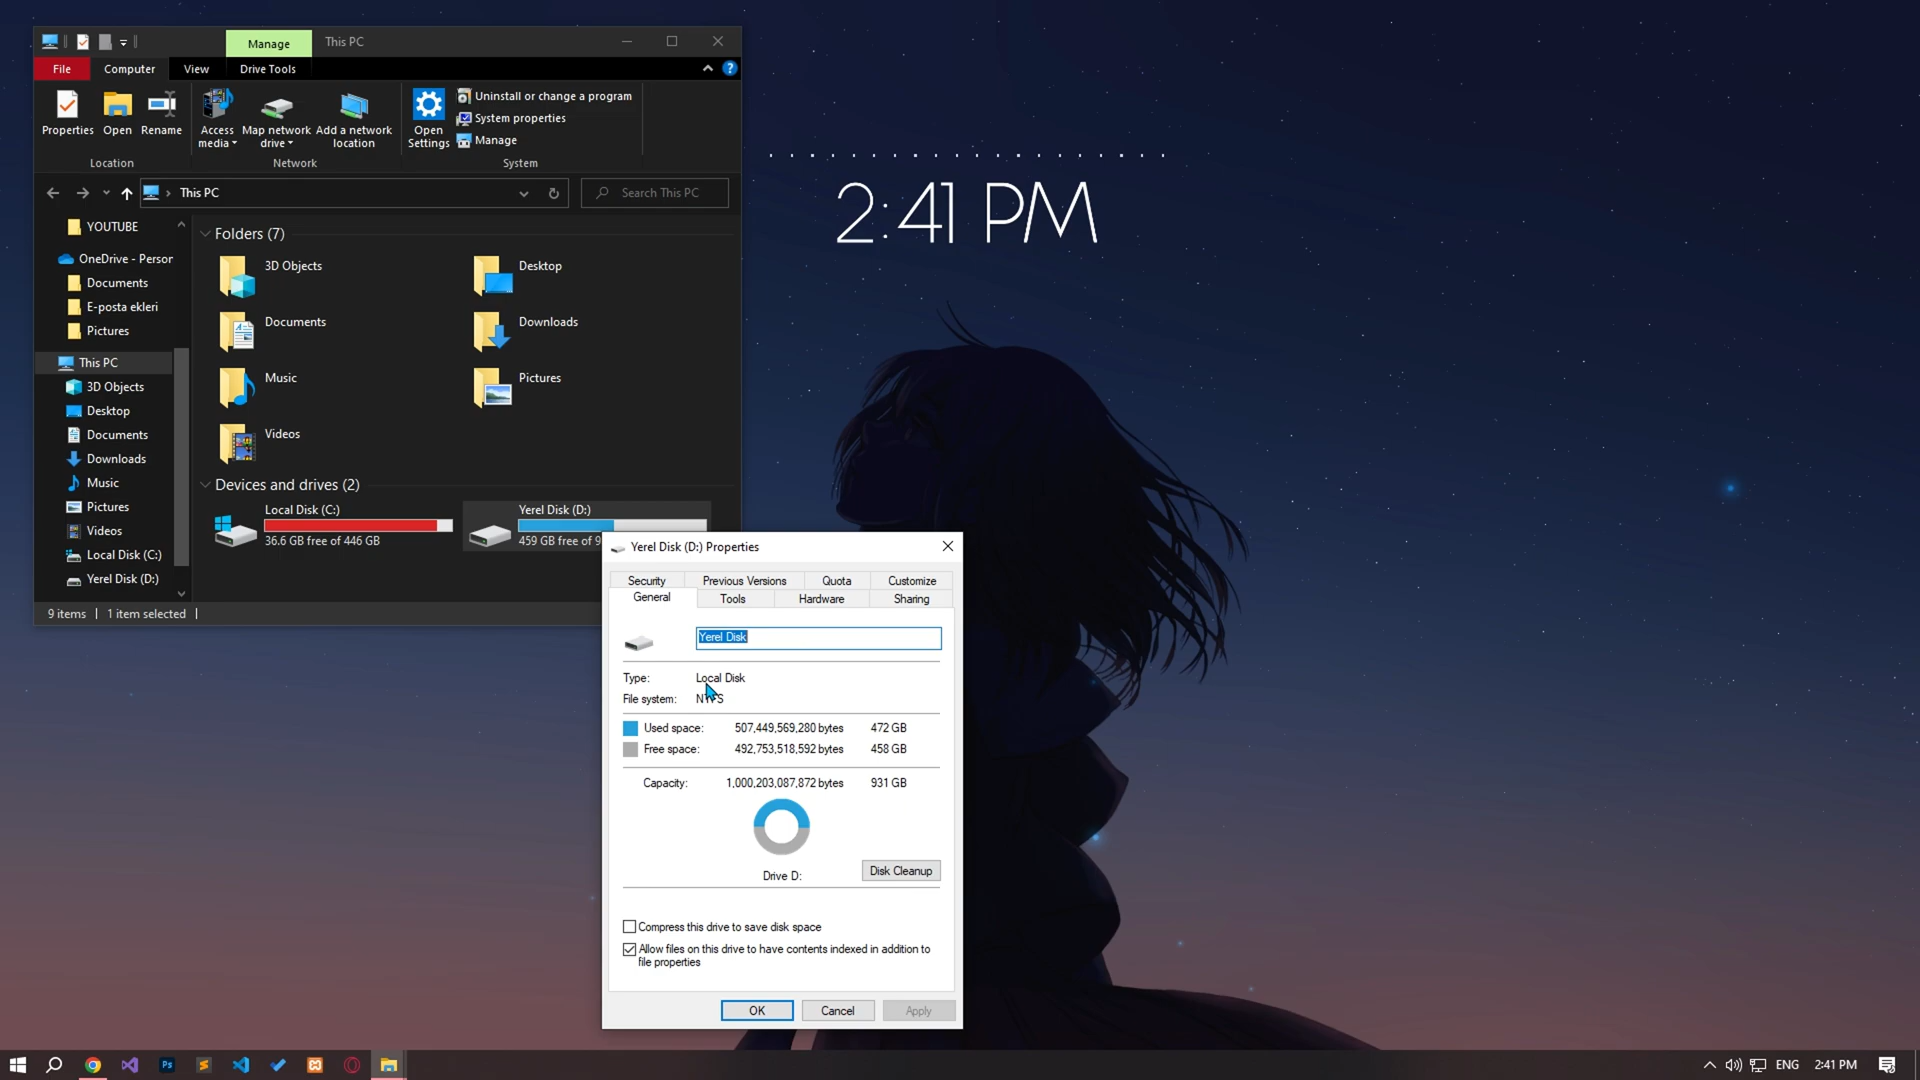 Manage
This PC
File
Computer
View
Drive Tools
Properties
Open
Rename
Access media
Map network drive
Add a network location
Open Settings
Uninstall or change a program
System properties
Manage
Location
Network
System
This PC
Search This PC
YOUTUBE
OneDrive - Person
Documents
E-posta ekleri
Pictures
This PC
3D Objects
Desktop
Documents
Downloads
Music
Pictures
Videos
Local Disk (C:)
Yerel Disk (D:)
Folders (7)
3D Objects
Desktop
Documents
Downloads
Music
Pictures
Videos
Devices and drives (2)
Local Disk (C:)
36.6 GB free of 446 GB
Yerel Disk (D:)
459 GB free of 9
9 items
1 item selected
2:41 PM
Yerel Disk (D:) Properties
Security
Previous Versions
Quota
Customize
General
Tools
Hardware
Sharing
Yerel Disk
Type: Local Disk
File system: NTFS
Used space: 507,449,569,280 bytes 472 GB
Free space: 492,753,518,592 bytes 458 GB
Capacity: 1,000,203,087,872 bytes 931 GB
Drive D:
Disk Cleanup
Compress this drive to save disk space
Allow files on this drive to have contents indexed in addition to
file properties
OK
Cancel
Apply
Ps
ENG
2:41 PM